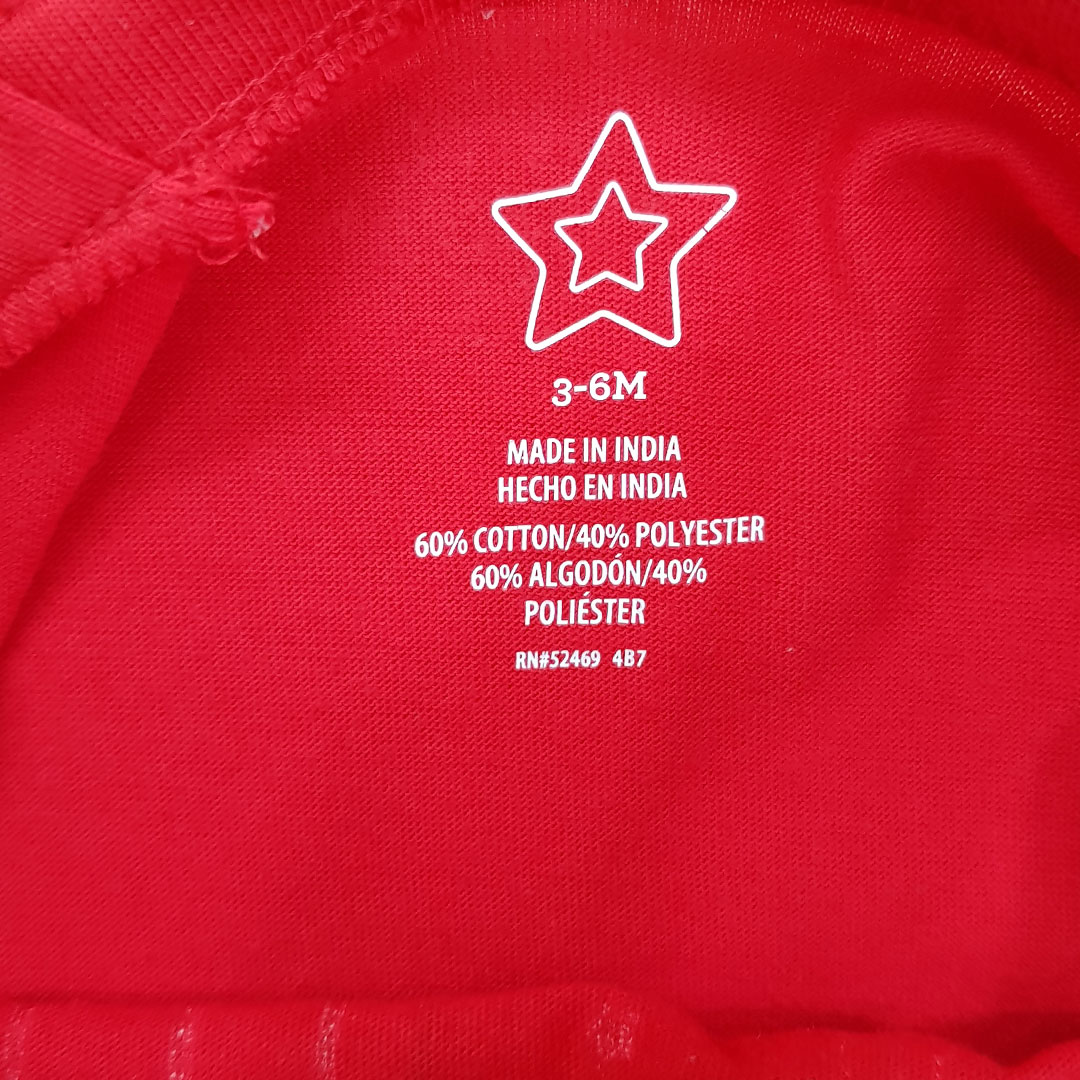 3-6M
MADE IN INDIA
HECHO EN INDIA
60% COTTON/40% POLYESTER
60% ALGODÓN/40%
POLIÉSTER
RN#52469 4B7